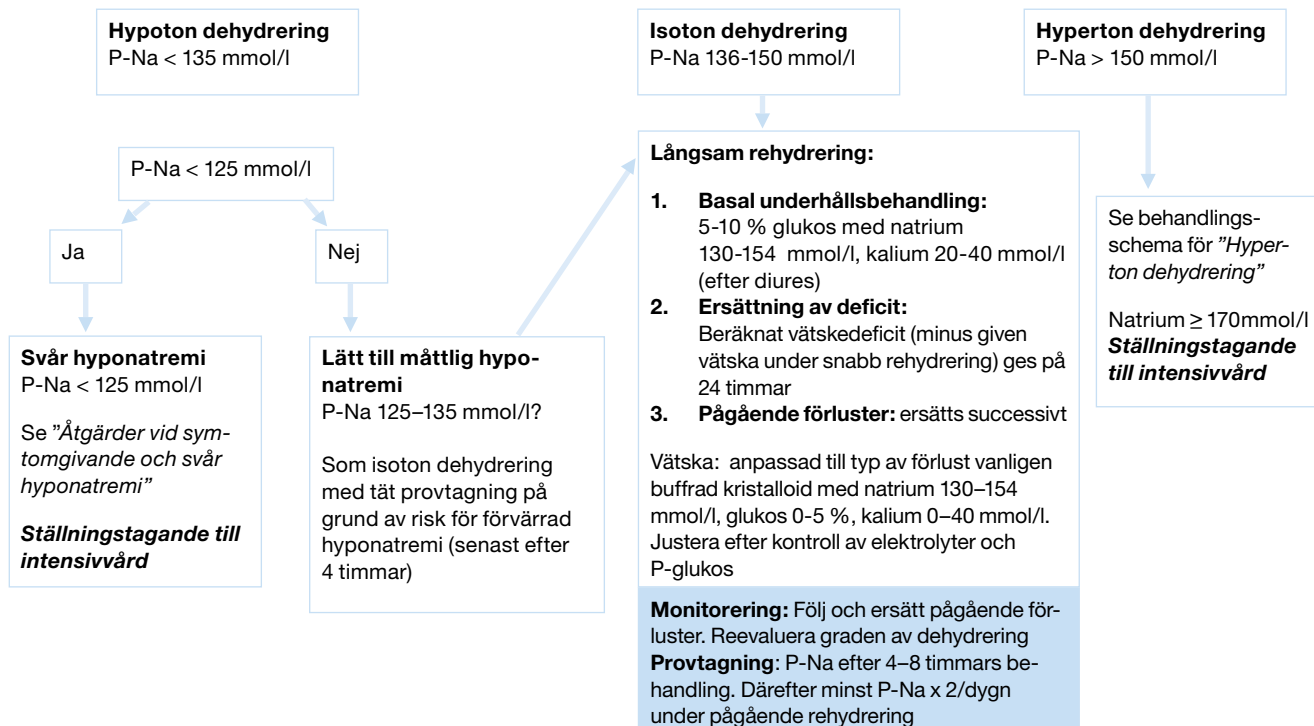 Hypoton dehydrering
P-Na < 135 mmol/l
Isoton dehydrering
P-Na 136-150 mmol/l
Hyperton dehydrering
P-Na > 150 mmol/l
P-Na < 125 mmol/l
Ja
Nej
Svår hyponatremi
P-Na < 125 mmol/l
Se ”Åtgärder vid sym-
tomgivande och svår
hyponatremi”
Ställningstagande till
intensivvård
Lätt till måttlig hypo-
natremi
P-Na 125–135 mmol/l?
Som isoton dehydrering
med tät provtagning på
grund av risk för förvärrad
hyponatremi (senast efter
4 timmar)
Långsam rehydrering:
1. Basal underhållsbehandling:
5-10 % glukos med natrium
130-154 mmol/l, kalium 20-40 mmol/l
(efter diures)
2. Ersättning av deficit:
Beräknat vätskedeficit (minus given
vätska under snabb rehydrering) ges på
24 timmar
3. Pågående förluster: ersätts successivt
Vätska: anpassad till typ av förlust vanligen
buffrad kristalloid med natrium 130–154
mmol/l, glukos 0-5 %, kalium 0–40 mmol/l.
Justera efter kontroll av elektrolyter och
P-glukos
Monitorering: Följ och ersätt pågående för-
luster. Reevaluera graden av dehydrering
Provtagning: P-Na efter 4–8 timmars be-
handling. Därefter minst P-Na x 2/dygn
under pågående rehydrering
Se behandlings-
schema för ”Hyper-
ton dehydrering”
Natrium ≥ 170mmol/l
Ställningstagande
till intensivvård